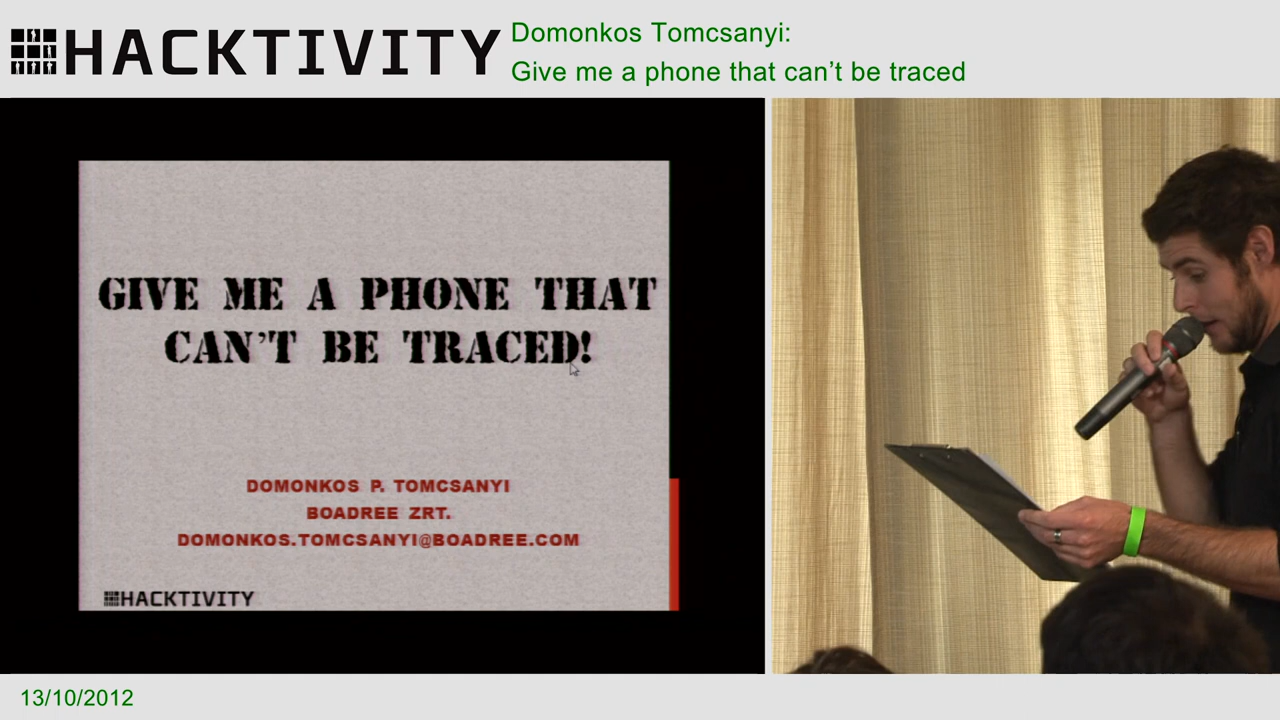 HACKTIVITY
Domonkos Tomcsanyi:
Give me a phone that can’t be traced
GIVE ME A PHONE THAT
CAN’T BE TRACED!
DOMONKOS P. TOMCSANYI
BOADREE ZRT.
DOMONKOS.TOMCSANYI@BOADREE.COM
HACKTIVITY
13/10/2012